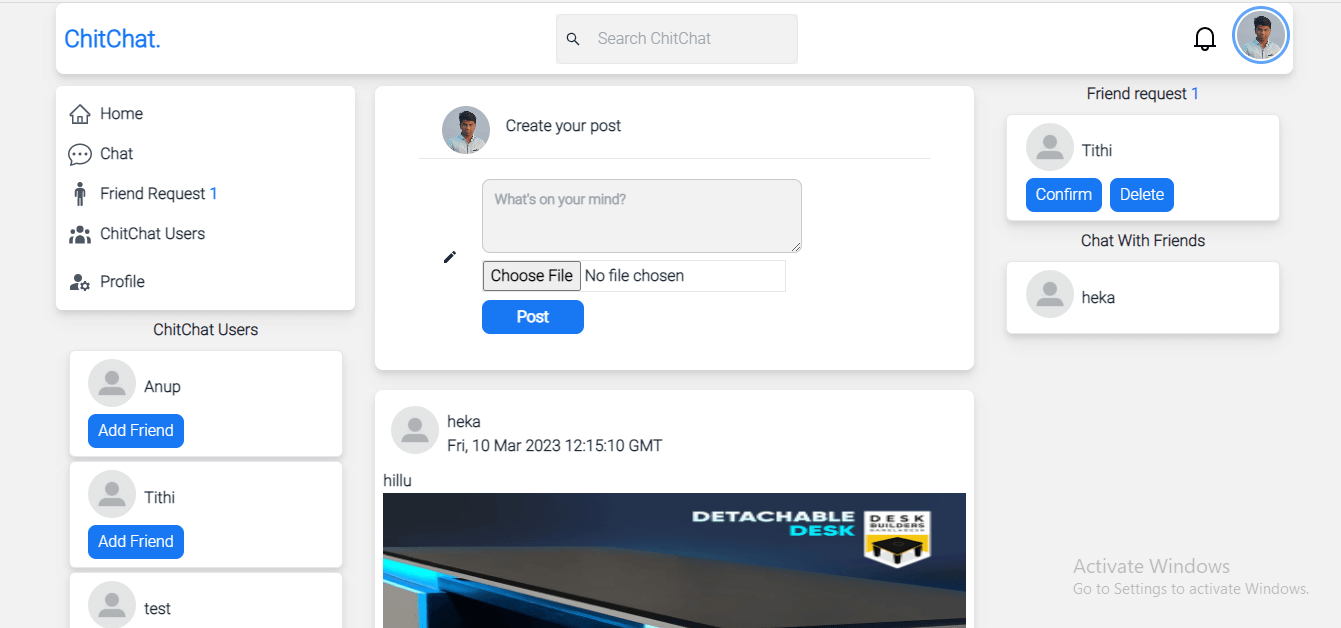 ChitChat.
Search ChitChat
Home
Chat
Friend Request 1
ChitChat Users
Profile
ChitChat Users
Anup
Add Friend
Tithi
Add Friend
test
Create your post
What's on your mind?
Choose File No file chosen
Post
heka
Fri, 10 Mar 2023 12:15:10 GMT
hillu
DETACHABLE
DESK
DESK
BUILDERS
BANGLADESH
Friend request 1
Tithi
Confirm Delete
Chat With Friends
heka
Activate Windows
Go to Settings to activate Windows.